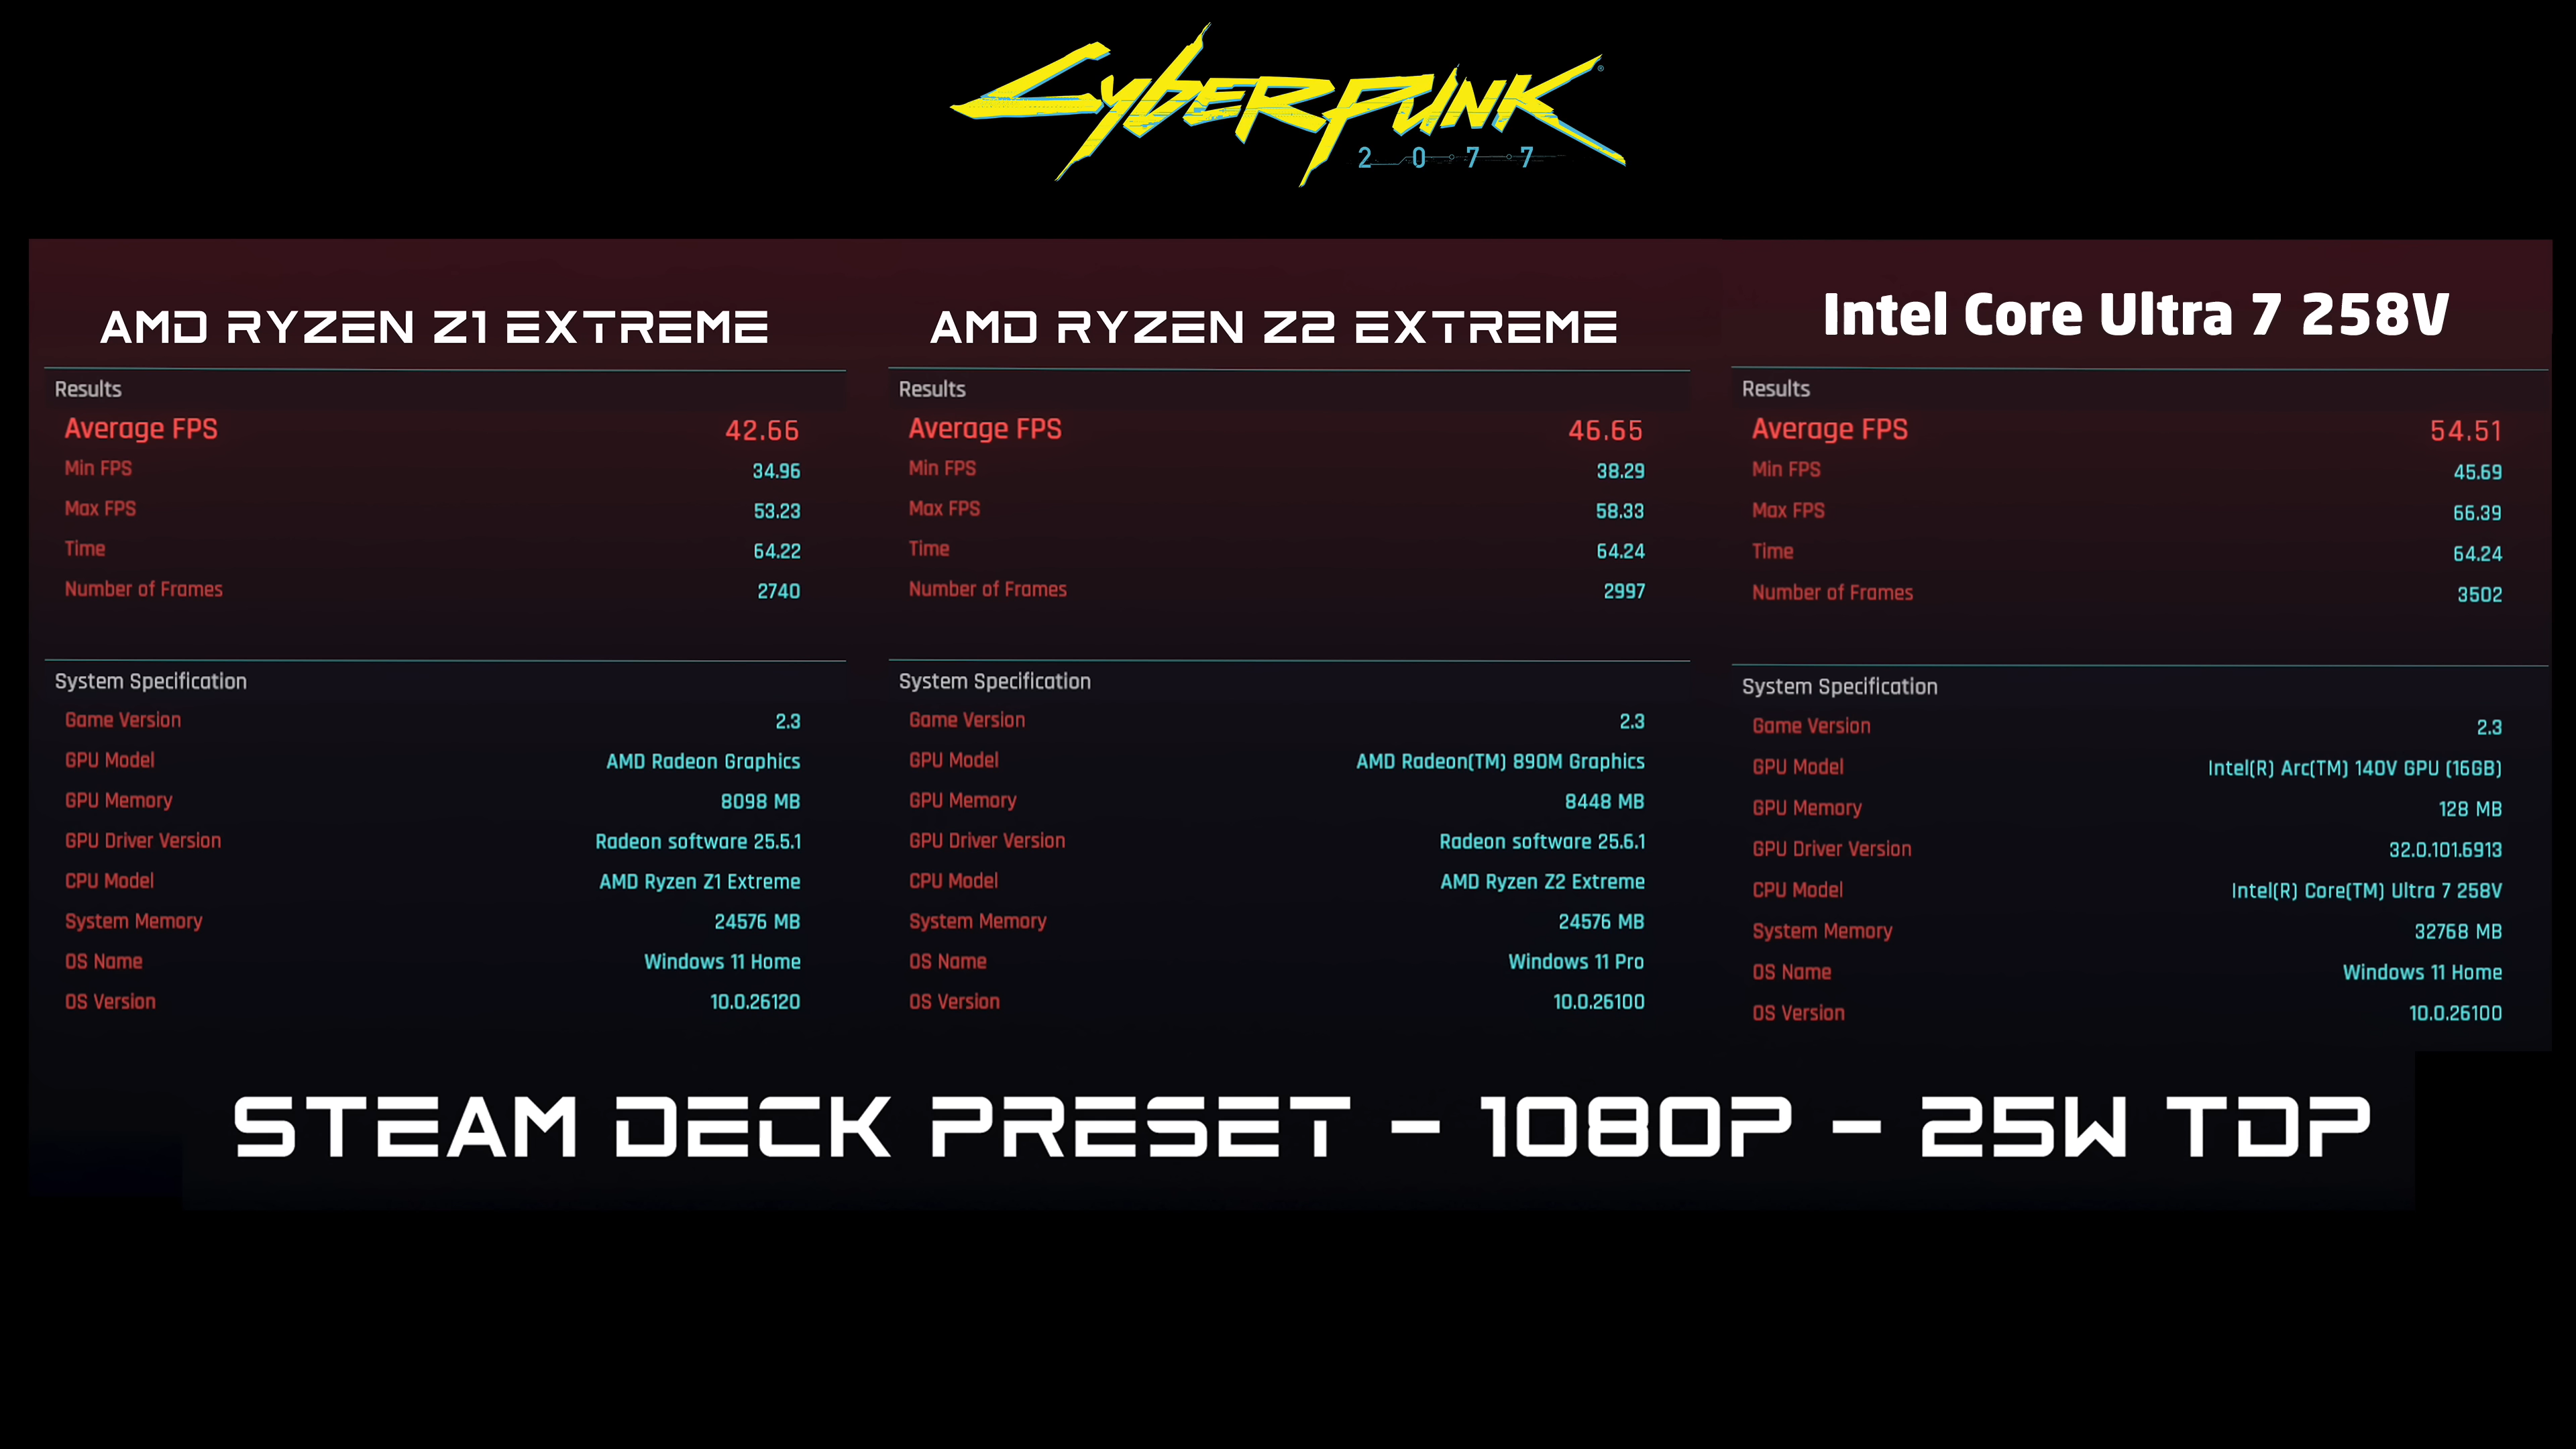 CYBERPUNK
2077
AMD RYZEN Z1 EXTREME
Results
Average FPS 42.66
Min FPS 34.96
Max FPS 53.23
Time 64.22
Number of Frames 2740
System Specification
Game Version 2.3
GPU Model AMD Radeon Graphics
GPU Memory 8098 MB
GPU Driver Version Radeon software 25.5.1
CPU Model AMD Ryzen Z1 Extreme
System Memory 24576 MB
OS Name Windows 11 Home
OS Version 10.0.26120
AMD RYZEN Z2 EXTREME
Results
Average FPS 46.65
Min FPS 38.29
Max FPS 58.33
Time 64.24
Number of Frames 2997
System Specification
Game Version 2.3
GPU Model AMD Radeon(TM) 890M Graphics
GPU Memory 8448 MB
GPU Driver Version Radeon software 25.6.1
CPU Model AMD Ryzen Z2 Extreme
System Memory 24576 MB
OS Name Windows 11 Pro
OS Version 10.0.26100
Intel Core Ultra 7 258V
Results
Average FPS 54.51
Min FPS 45.69
Max FPS 66.39
Time 64.24
Number of Frames 3502
System Specification
Game Version 2.3
GPU Model Intel(R) Arc(TM) 140V GPU (16GB)
GPU Memory 128 MB
GPU Driver Version 32.0.101.6913
CPU Model Intel(R) Core(TM) Ultra 7 258V
System Memory 32768 MB
OS Name Windows 11 Home
OS Version 10.0.26100
STEAM DECK PRESET - 1080P - 25W TDP